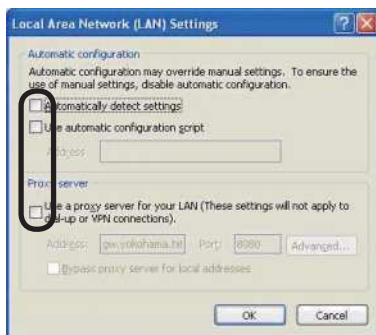 Local Area Network (LAN) Settings
Automatic configuration
Automatic configuration may override manual settings. To ensure the
use of manual settings, disable automatic configuration.
Automatically detect settings
Use automatic configuration script
Address
Proxy server
Use a proxy server for your LAN (These settings will not apply to
dial-up or VPN connections).
Address: Port: 8080 Advanced...
Bypass proxy server for local addresses
OK Cancel